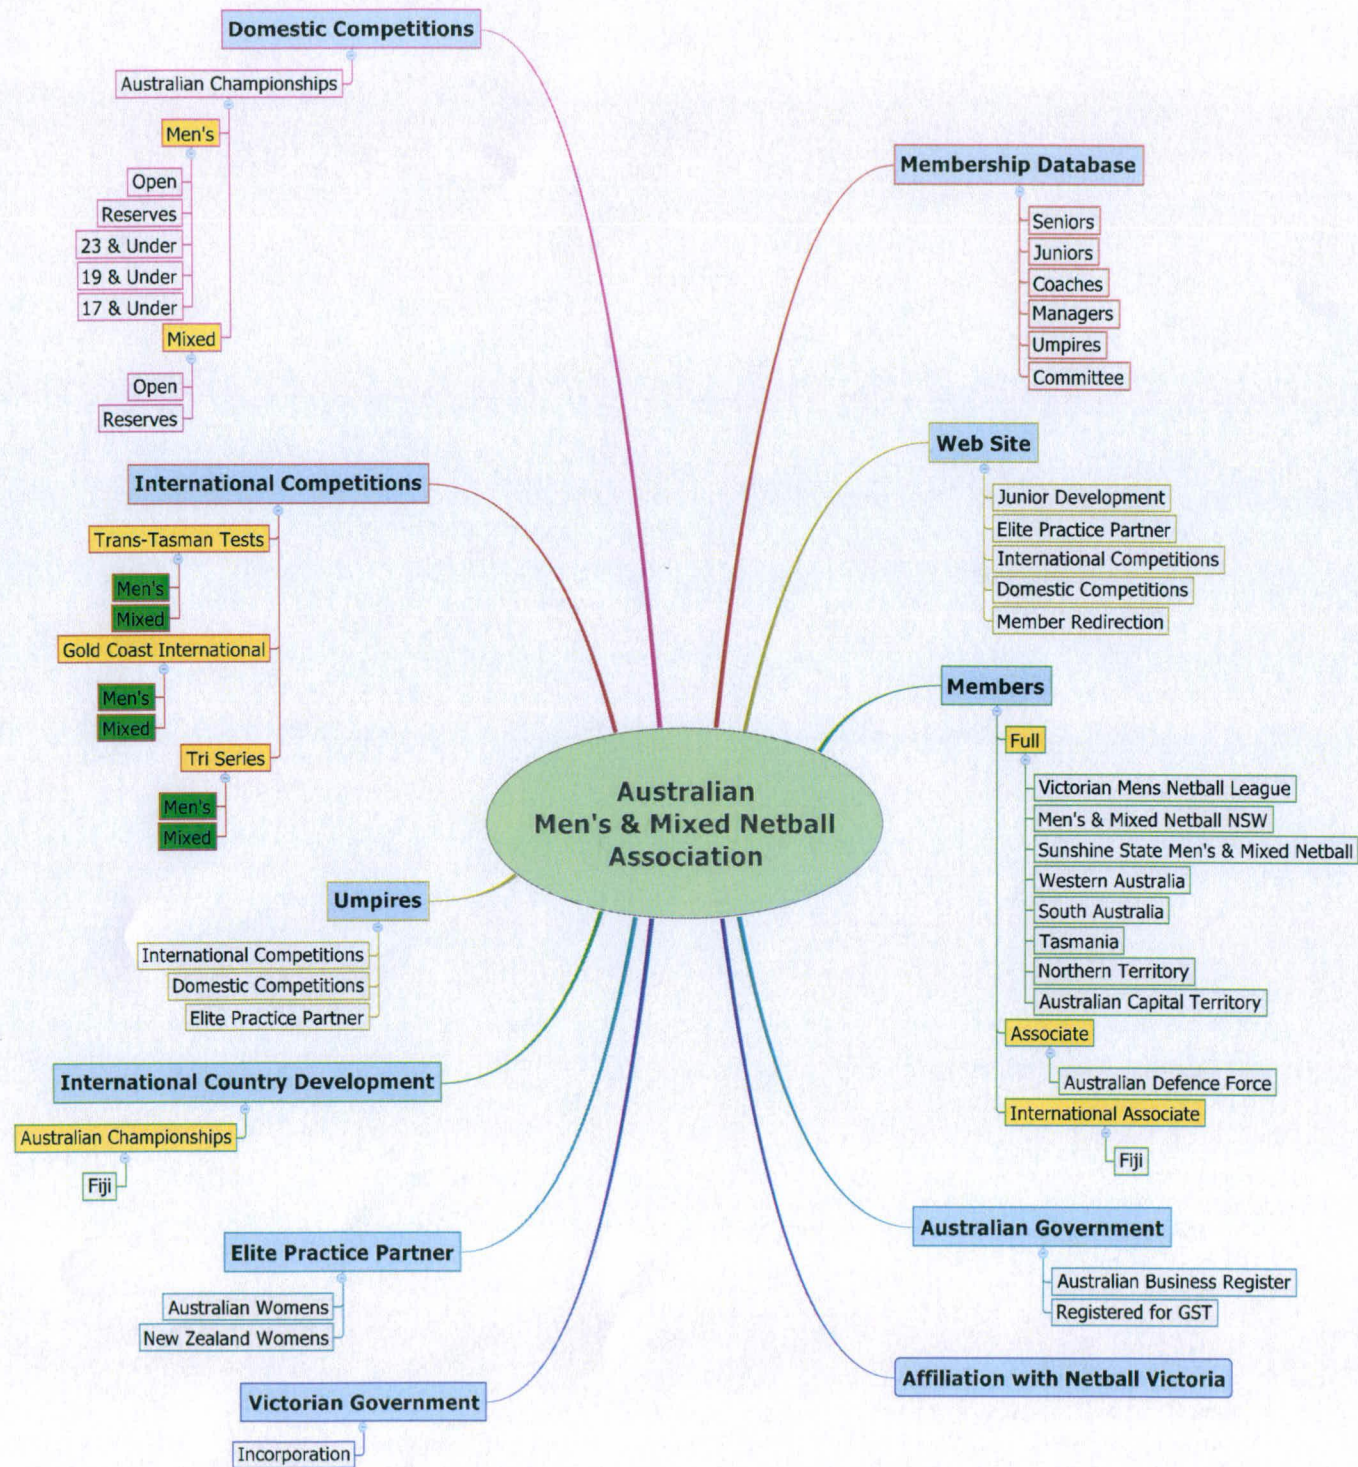 Domestic Competitions
Australian Championships
Men's
Open
Reserves
23 & Under
19 & Under
17 & Under
Mixed
Open
Reserves
International Competitions
Trans-Tasman Tests
Men's
Mixed
Gold Coast International
Men's
Mixed
Tri Series
Men's
Mixed
Umpires
International Competitions
Domestic Competitions
Elite Practice Partner
International Country Development
Australian Championships
Fiji
Elite Practice Partner
Australian Womens
New Zealand Womens
Victorian Government
Incorporation
Australian
Men's & Mixed Netball
Association
Membership Database
Seniors
Juniors
Coaches
Managers
Umpires
Committee
Web Site
Junior Development
Elite Practice Partner
International Competitions
Domestic Competitions
Member Redirection
Members
Full
Victorian Mens Netball League
Men's & Mixed Netball NSW
Sunshine State Men's & Mixed Netball
Western Australia
South Australia
Tasmania
Northern Territory
Australian Capital Territory
Associate
Australian Defence Force
International Associate
Fiji
Australian Government
Australian Business Register
Registered for GST
Affiliation with Netball Victoria